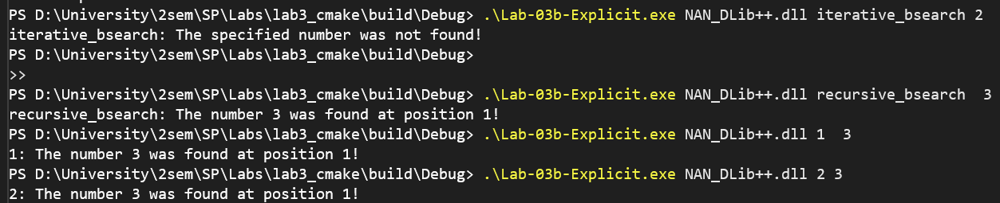 PS D:\University\2sem\SP\Labs\lab3_cmake\build\Debug> .\Lab-03b-Explicit.exe NAN_DLib++.dll iterative_bsearch 2
iterative_bsearch: The specified number was not found!
PS D:\University\2sem\SP\Labs\lab3_cmake\build\Debug>
>>
PS D:\University\2sem\SP\Labs\lab3_cmake\build\Debug> .\Lab-03b-Explicit.exe NAN_DLib++.dll recursive_bsearch  3
recursive_bsearch: The number 3 was found at position 1!
PS D:\University\2sem\SP\Labs\lab3_cmake\build\Debug> .\Lab-03b-Explicit.exe NAN_DLib++.dll 1  3
1: The number 3 was found at position 1!
PS D:\University\2sem\SP\Labs\lab3_cmake\build\Debug> .\Lab-03b-Explicit.exe NAN_DLib++.dll 2 3
2: The number 3 was found at position 1!